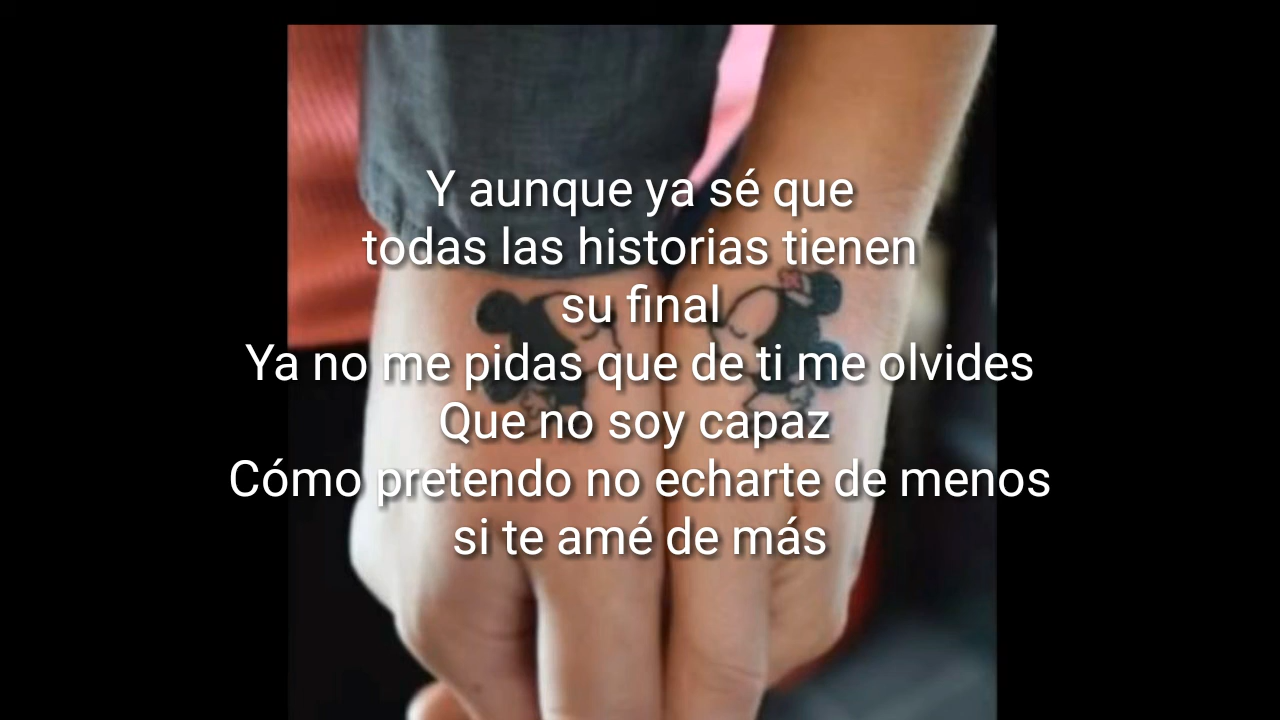 Y aunque ya sé que
todas las historias tienen
su final
Ya no me pidas que de ti me olvides
Que no soy capaz
Cómo pretendo no echarte de menos
si te amé de más